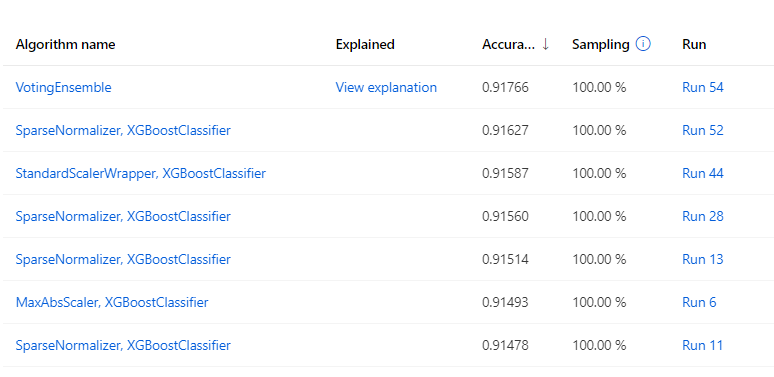 Algorithm name Explained Accura... ↓ Sampling ⓘ Run
VotingEnsemble View explanation 0.91766 100.00 % Run 54
SparseNormalizer, XGBoostClassifier 0.91627 100.00 % Run 52
StandardScalerWrapper, XGBoostClassifier 0.91587 100.00 % Run 44
SparseNormalizer, XGBoostClassifier 0.91560 100.00 % Run 28
SparseNormalizer, XGBoostClassifier 0.91514 100.00 % Run 13
MaxAbsScaler, XGBoostClassifier 0.91493 100.00 % Run 6
SparseNormalizer, XGBoostClassifier 0.91478 100.00 % Run 11